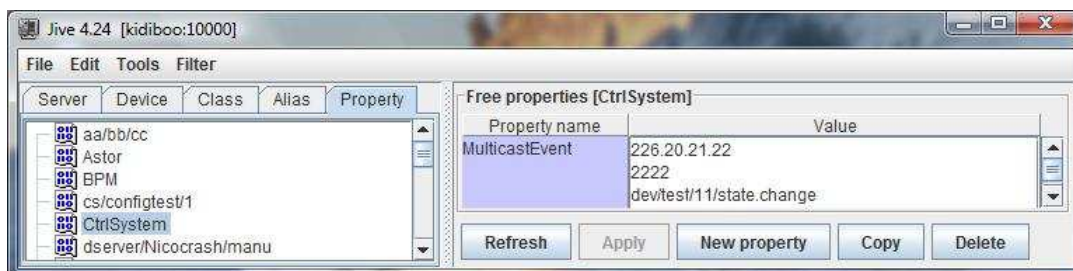 Jive 4.24 [kidiboo:10000]
File Edit Tools Filter
Server Device Class Alias Property
aa/bb/cc
Astor
BPM
cs/configtest/1
CtrlSystem
dserver/Nicocrash/manu
Free properties [CtrlSystem]
Property name Value
MulticastEvent 226.20.21.22
2222
dev/test/11/state.change
Refresh Apply New property Copy Delete